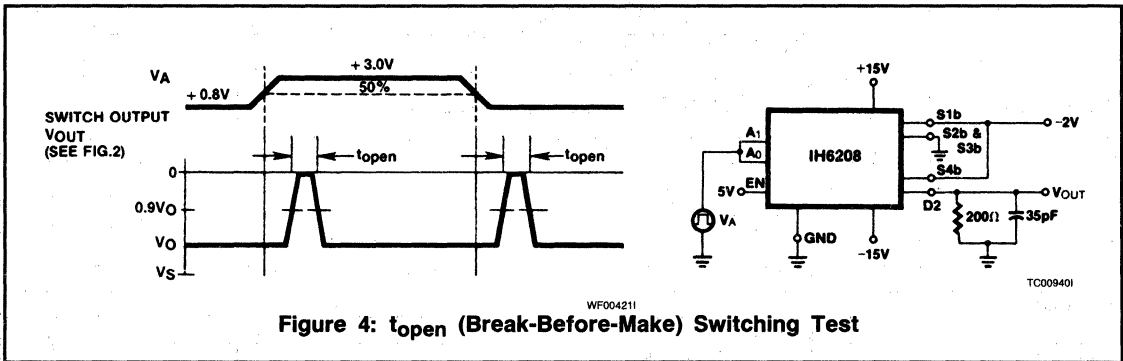 VA
+ 3.0V
50%
+ 0.8V
SWITCH OUTPUT
VOUT
(SEE FIG.2)
topen
topen
0
0.9VO
VO
VS
+15V
S1b
-2V
S2b &
S3b
A1
A0
IH6208
S4b
5V
EN
D2
VOUT
200Ω
35pF
VA
GND
-15V
TC00940I
WF00421I
Figure 4: topen (Break-Before-Make) Switching Test